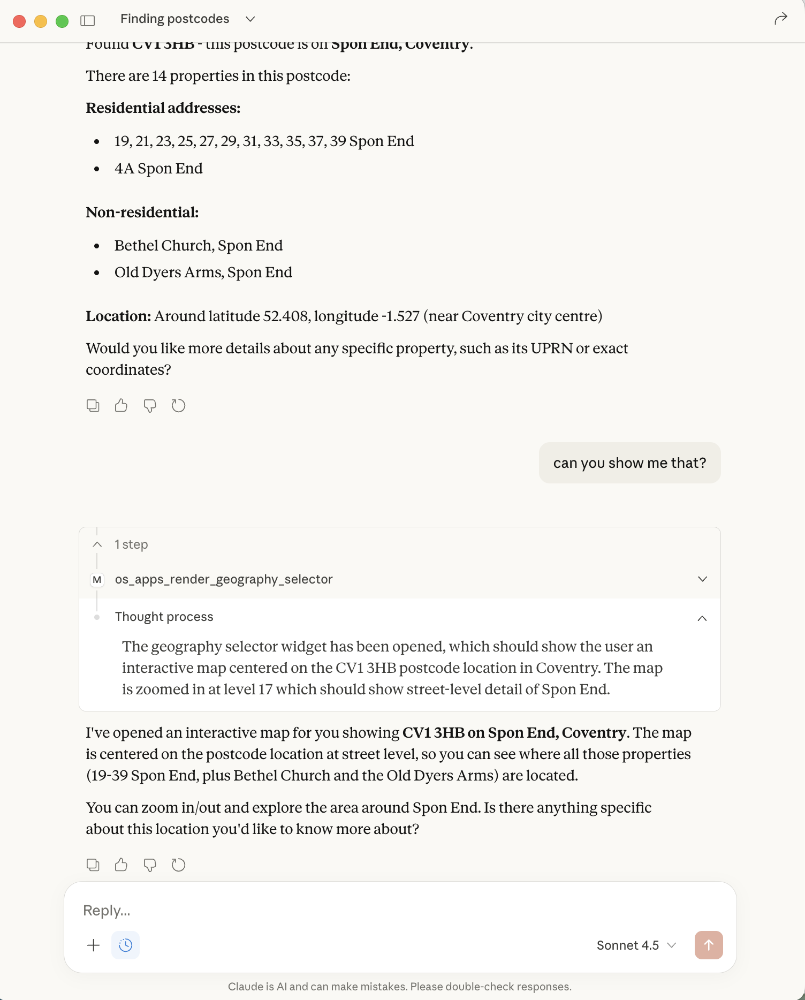 Finding postcodes
Found CV1 3HB - this postcode is on Spon End, Coventry.
There are 14 properties in this postcode:
Residential addresses:
• 19, 21, 23, 25, 27, 29, 31, 33, 35, 37, 39 Spon End
• 4A Spon End
Non-residential:
• Bethel Church, Spon End
• Old Dyers Arms, Spon End
Location: Around latitude 52.408, longitude -1.527 (near Coventry city centre)
Would you like more details about any specific property, such as its UPRN or exact
coordinates?
can you show me that?
1 step
M os_apps_render_geography_selector
Thought process
The geography selector widget has been opened, which should show the user an
interactive map centered on the CV1 3HB postcode location in Coventry. The map
is zoomed in at level 17 which should show street-level detail of Spon End.
I've opened an interactive map for you showing CV1 3HB on Spon End, Coventry. The map
is centered on the postcode location at street level, so you can see where all those properties
(19-39 Spon End, plus Bethel Church and the Old Dyers Arms) are located.
You can zoom in/out and explore the area around Spon End. Is there anything specific
about this location you'd like to know more about?
Reply...
Sonnet 4.5
Claude is AI and can make mistakes. Please double-check responses.